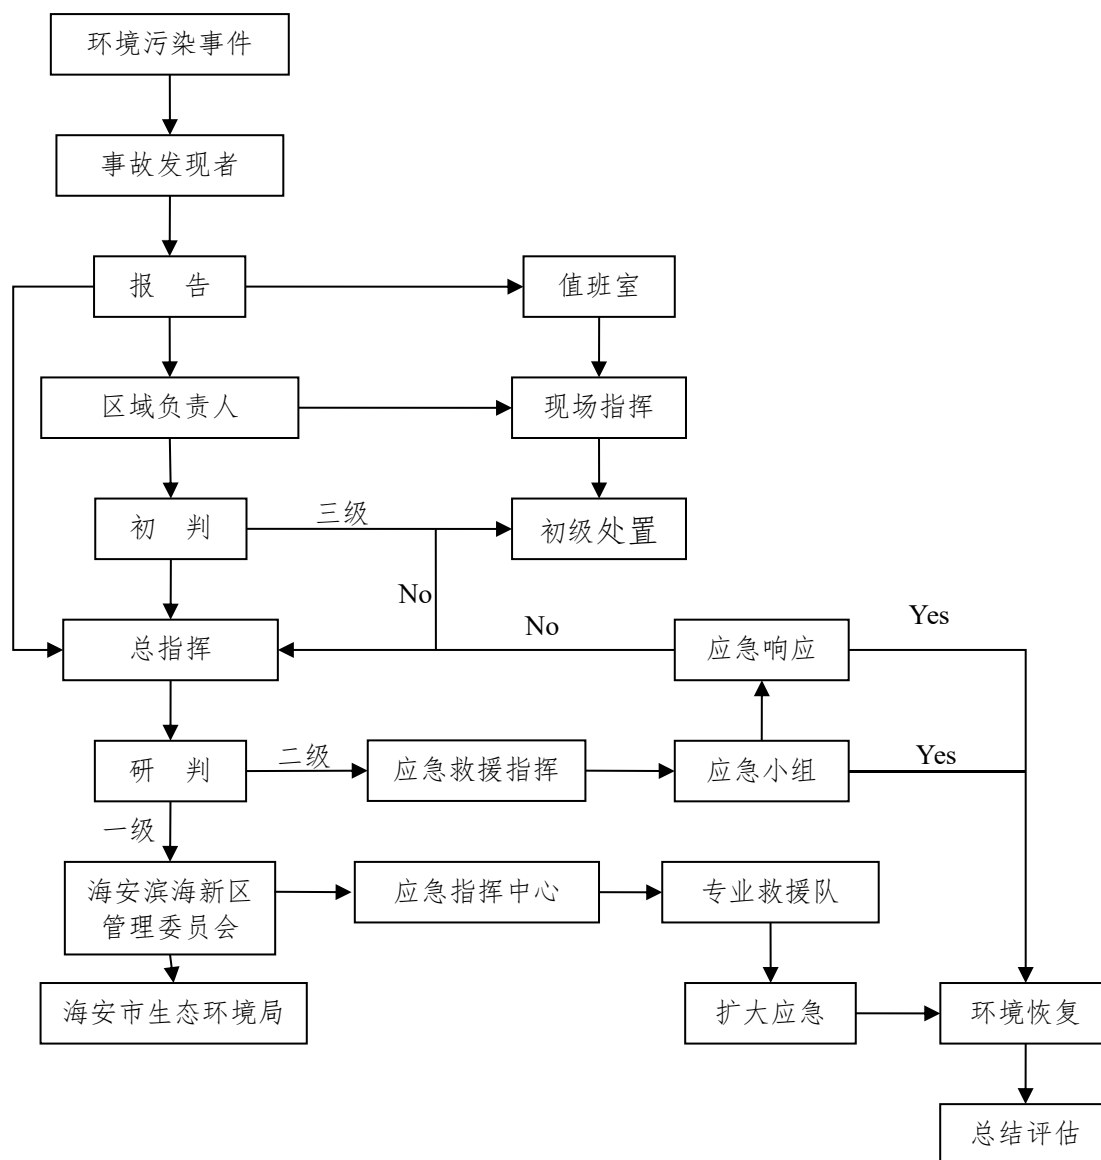 环境污染事件
事故发现者
报 告
值班室
区域负责人
现场指挥
初 判
三级
初级处置
No
总指挥
No
应急响应
Yes
研 判
二级
应急救援指挥
应急小组
Yes
一级
海安滨海新区
管理委员会
应急指挥中心
专业救援队
海安市生态环境局
扩大应急
环境恢复
总结评估